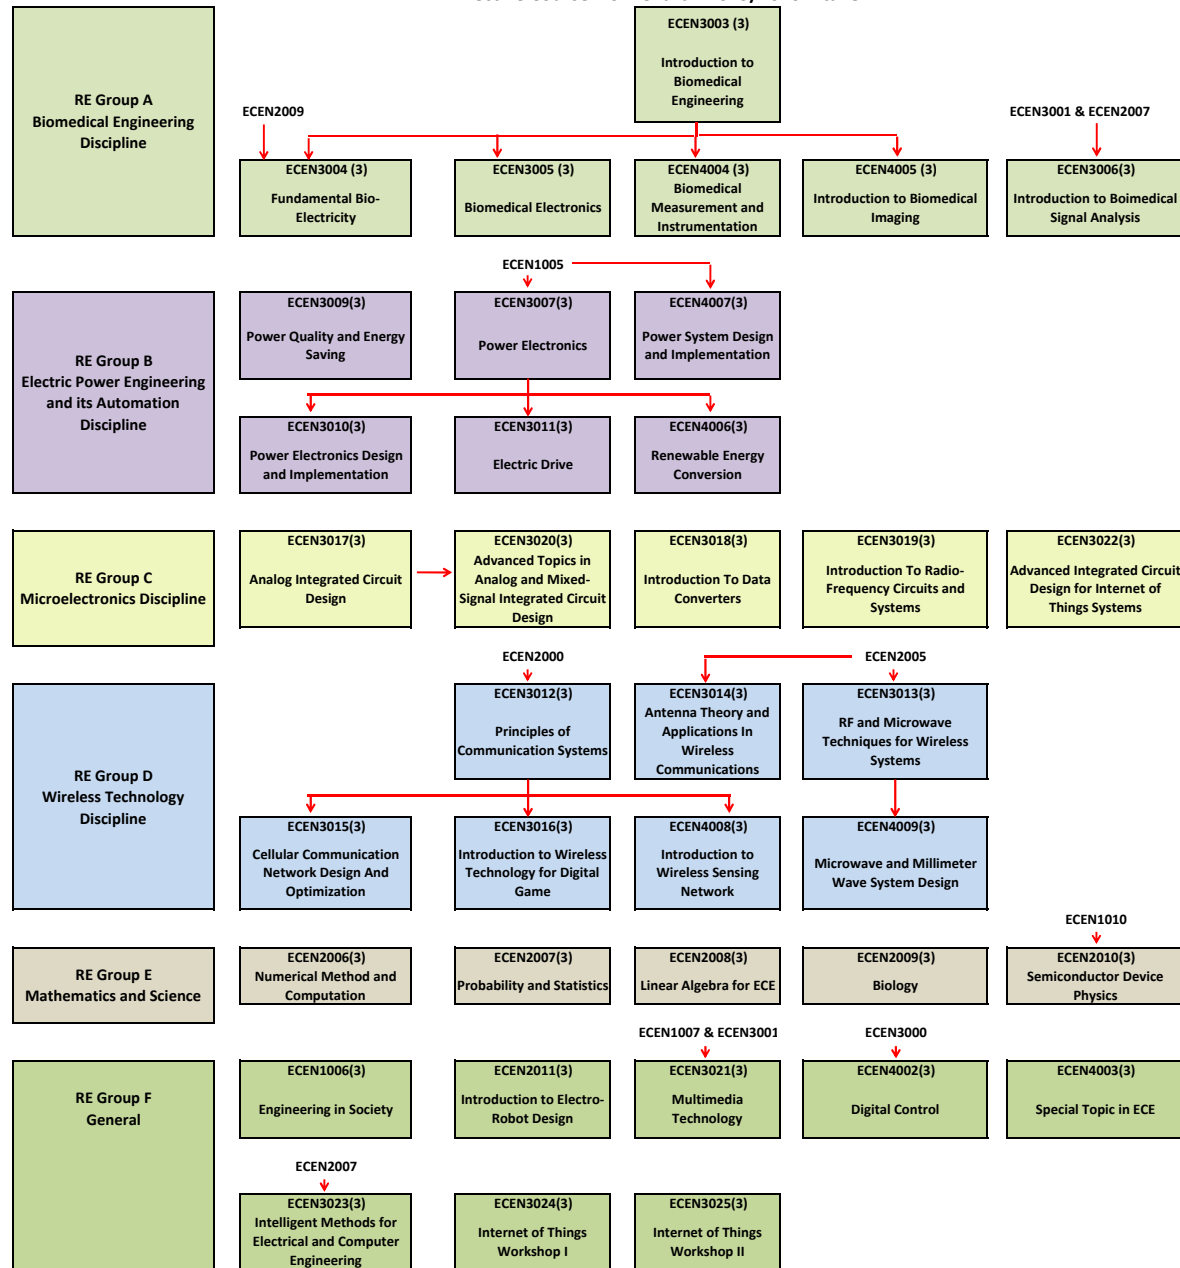 ECEN3003 (3)
Introduction to
Biomedical
Engineering
RE Group A
Biomedical Engineering
Discipline
ECEN2009
ECEN3001 & ECEN2007
ECEN3004 (3)
Fundamental Bio-
Electricity
ECEN3005 (3)
Biomedical Electronics
ECEN4004 (3)
Biomedical
Measurement and
Instrumentation
ECEN4005 (3)
Introduction to Biomedical
Imaging
ECEN3006(3)
Introduction to Boimedical
Signal Analysis
ECEN1005
RE Group B
Electric Power Engineering
and its Automation
Discipline
ECEN3009(3)
Power Quality and Energy
Saving
ECEN3007(3)
Power Electronics
ECEN4007(3)
Power System Design
and Implementation
ECEN3010(3)
Power Electronics Design
and Implementation
ECEN3011(3)
Electric Drive
ECEN4006(3)
Renewable Energy
Conversion
RE Group C
Microelectronics Discipline
ECEN3017(3)
Analog Integrated Circuit
Design
ECEN3020(3)
Advanced Topics in
Analog and Mixed-
Signal Integrated Circuit
Design
ECEN3018(3)
Introduction To Data
Converters
ECEN3019(3)
Introduction To Radio-
Frequency Circuits and
Systems
ECEN3022(3)
Advanced Integrated Circuit
Design for Internet of
Things Systems
ECEN2000
ECEN2005
RE Group D
Wireless Technology
Discipline
ECEN3012(3)
Principles of
Communication Systems
ECEN3014(3)
Antenna Theory and
Applications In
Wireless
Communications
ECEN3013(3)
RF and Microwave
Techniques for Wireless
Systems
ECEN3015(3)
Cellular Communication
Network Design And
Optimization
ECEN3016(3)
Introduction to Wireless
Technology for Digital
Game
ECEN4008(3)
Introduction to
Wireless Sensing
Network
ECEN4009(3)
Microwave and Millimeter
Wave System Design
ECEN1010
RE Group E
Mathematics and Science
ECEN2006(3)
Numerical Method and
Computation
ECEN2007(3)
Probability and Statistics
ECEN2008(3)
Linear Algebra for ECE
ECEN2009(3)
Biology
ECEN2010(3)
Semiconductor Device
Physics
ECEN1007 & ECEN3001
ECEN3000
RE Group F
General
ECEN1006(3)
Engineering in Society
ECEN2011(3)
Introduction to Electro-
Robot Design
ECEN3021(3)
Multimedia
Technology
ECEN4002(3)
Digital Control
ECEN4003(3)
Special Topic in ECE
ECEN2007
ECEN3023(3)
Intelligent Methods for
Electrical and Computer
Engineering
ECEN3024(3)
Internet of Things
Workshop I
ECEN3025(3)
Internet of Things
Workshop II